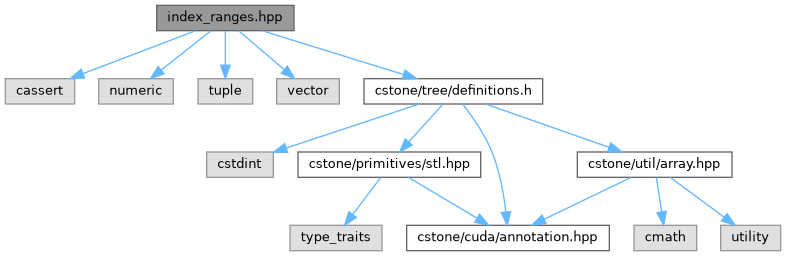 index_ranges.hpp
cassert
numeric
tuple
vector
cstone/tree/definitions.h
cstdint
cstone/primitives/stl.hpp
cstone/util/array.hpp
type_traits
cstone/cuda/annotation.hpp
cmath
utility